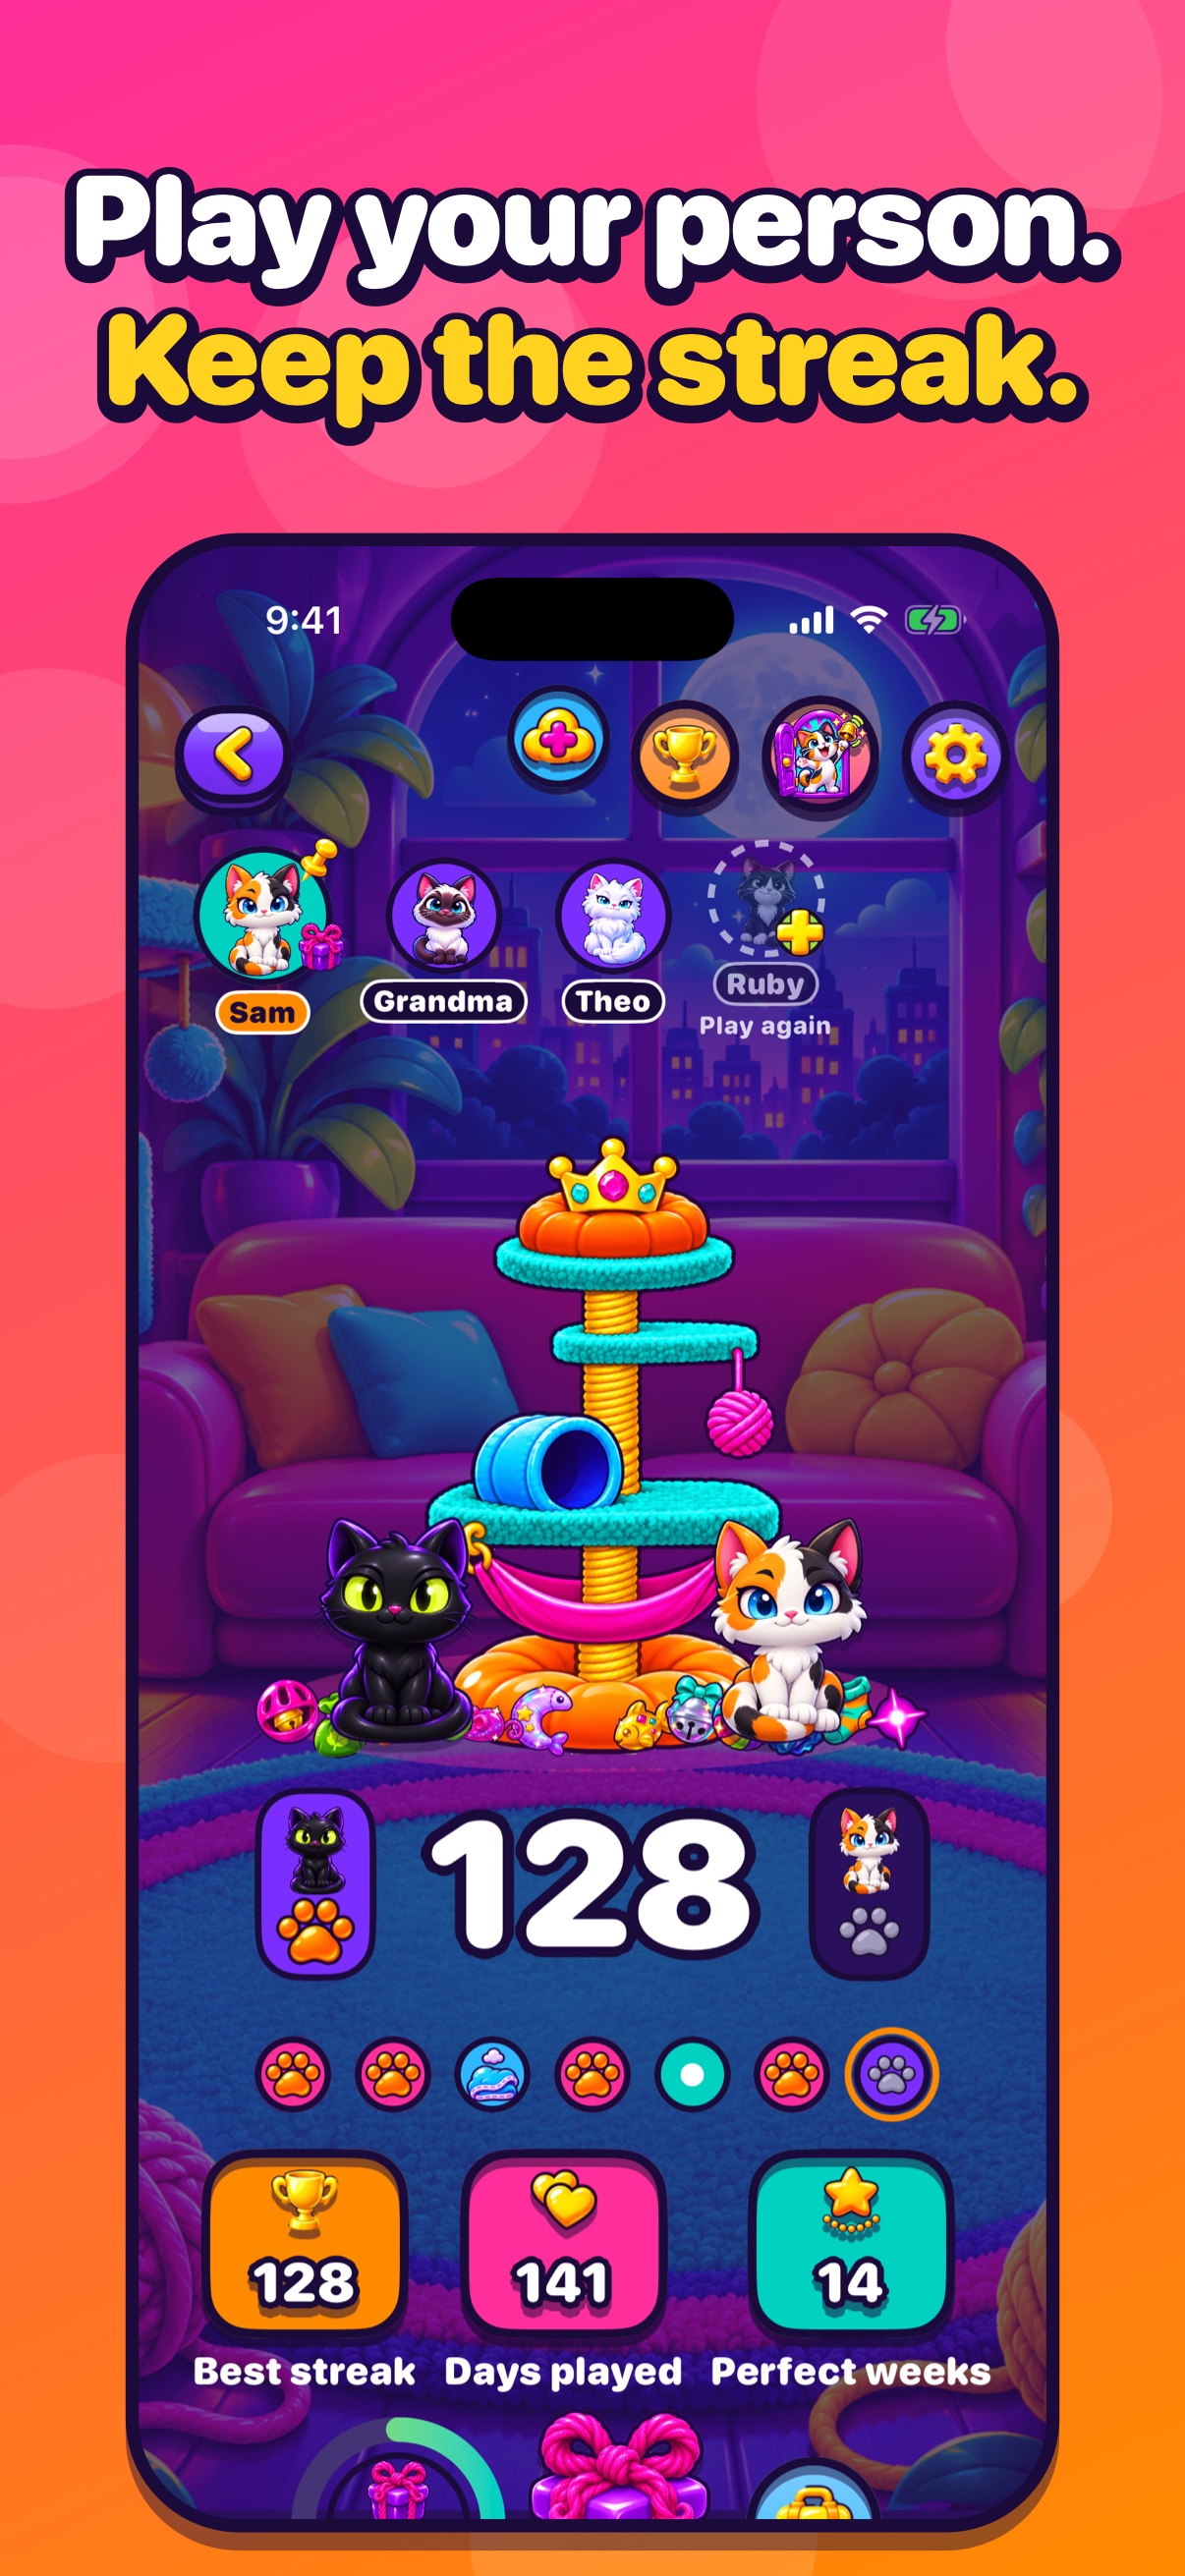 Play your person.
Keep the streak.
9:41
Sam
Grandma
Theo
Ruby
Play again
128
128
141
14
Best streak
Days played
Perfect weeks